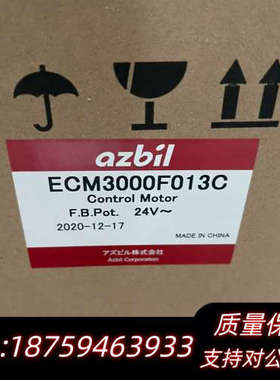 azbil
ECM3000F013C
Control Motor
F.B.Pot. 24V~
2020-12-17
MADE IN CHINA
アズビル株式会社
Azbil Corporation
质量保
:18759463933
支持对公